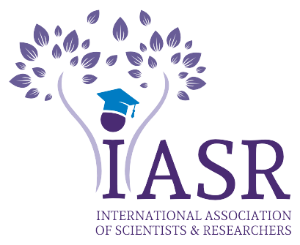 IASR
INTERNATIONAL ASSOCIATION
OF SCIENTISTS & RESEARCHERS